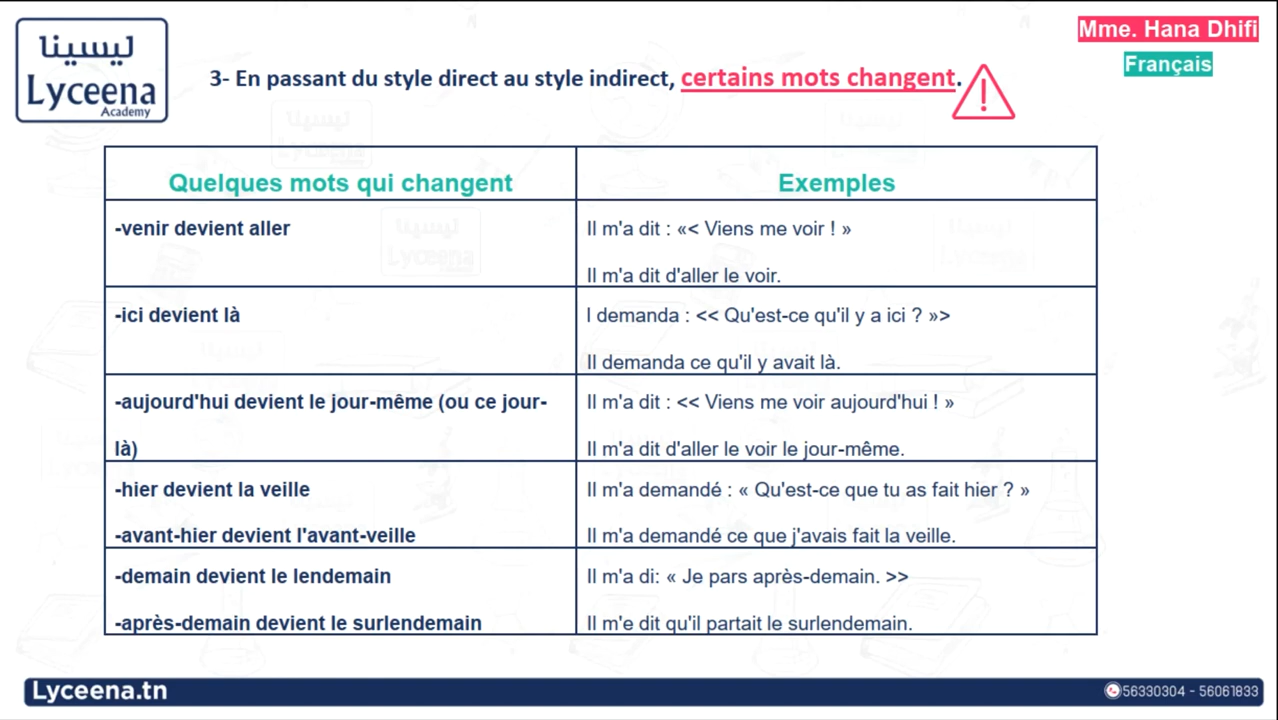 ليسينا
Lyceena
Academy
Mme. Hana Dhifi
Français
3- En passant du style direct au style indirect, certains mots changent.
Quelques mots qui changent
Exemples
-venir devient aller
Il m'a dit : «< Viens me voir ! »
Il m'a dit d'aller le voir.
-ici devient là
I demanda : << Qu'est-ce qu'il y a ici ? »>
Il demanda ce qu'il y avait là.
-aujourd'hui devient le jour-même (ou ce jour-
là)
Il m'a dit : << Viens me voir aujourd'hui ! »
Il m'a dit d'aller le voir le jour-même.
-hier devient la veille
-avant-hier devient l'avant-veille
Il m'a demandé : « Qu'est-ce que tu as fait hier ? »
Il m'a demandé ce que j'avais fait la veille.
-demain devient le lendemain
-après-demain devient le surlendemain
Il m'a di: « Je pars après-demain. >>
Il m'e dit qu'il partait le surlendemain.
Lyceena.tn
56330304 - 56061833